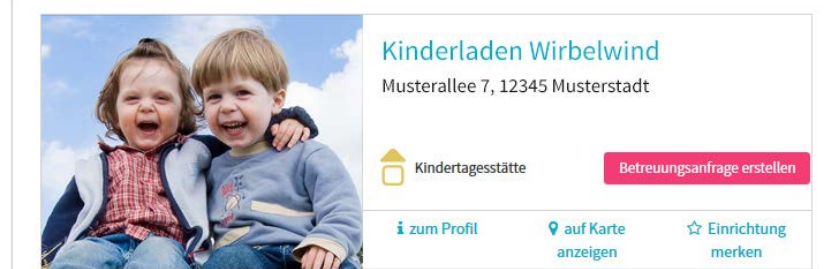 Kinderladen Wirbelwind
Musterallee 7, 12345 Musterstadt
Kindertagesstätte
Betreuungsanfrage erstellen
zum Profil
auf Karte
anzeigen
Einrichtung
merken